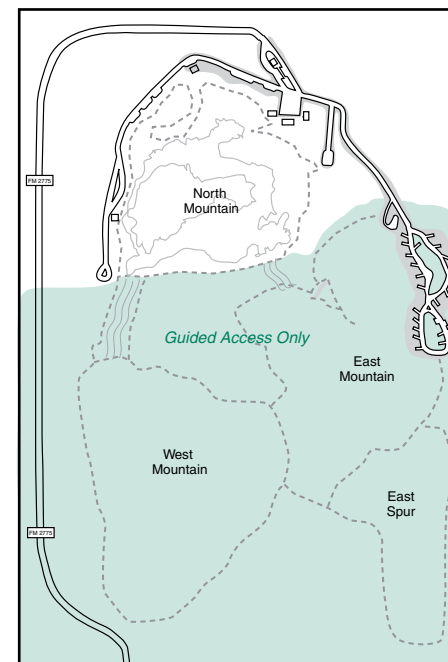 FM 2775
North
Mountain
Guided Access Only
East
Mountain
West
Mountain
East
Spur
FM 2775